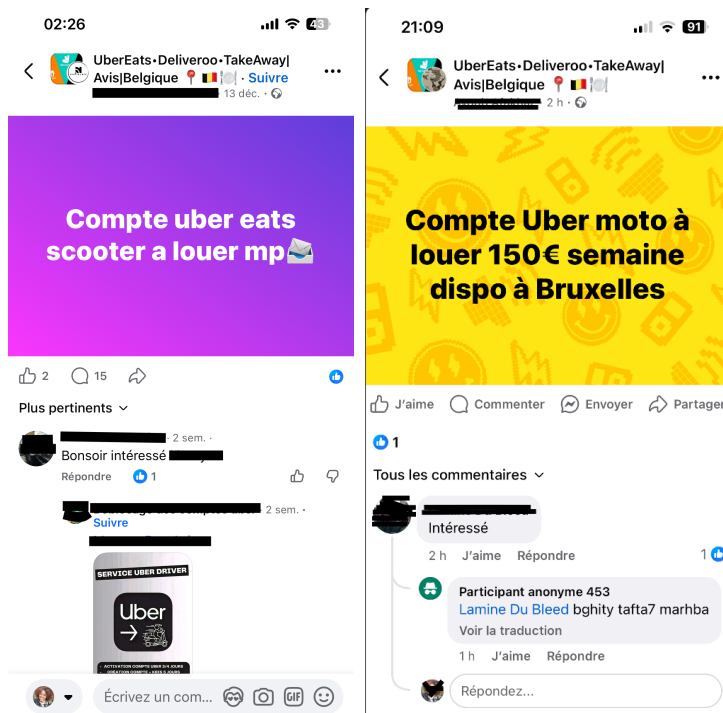 02:26
43
UberEats•Deliveroo•TakeAway|
Avis|Belgique 📍 🇧🇪🍽️ · Suivre
13 déc. ·
Compte uber eats
scooter a louer mp📨
2 15
Plus pertinents
2 sem. ·
Bonsoir intéressé
Répondre 1
2 sem. ·
Suivre
SERVICE UBER DRIVER
Uber
• ACTIVATION COMPTE UBER 3/4 JOURS
Écrivez un com... GIF
21:09
91
UberEats•Deliveroo•TakeAway|
Avis|Belgique 📍 🇧🇪🍽️
2 h ·
Compte Uber moto à
louer 150€ semaine
dispo à Bruxelles
J'aime Commenter Envoyer Partager
1
Tous les commentaires
Intéressé
2 h J'aime Répondre 1
Participant anonyme 453
Lamine Du Bleed bghity tafta7 marhba
Voir la traduction
1 h J'aime Répondre
Répondez...